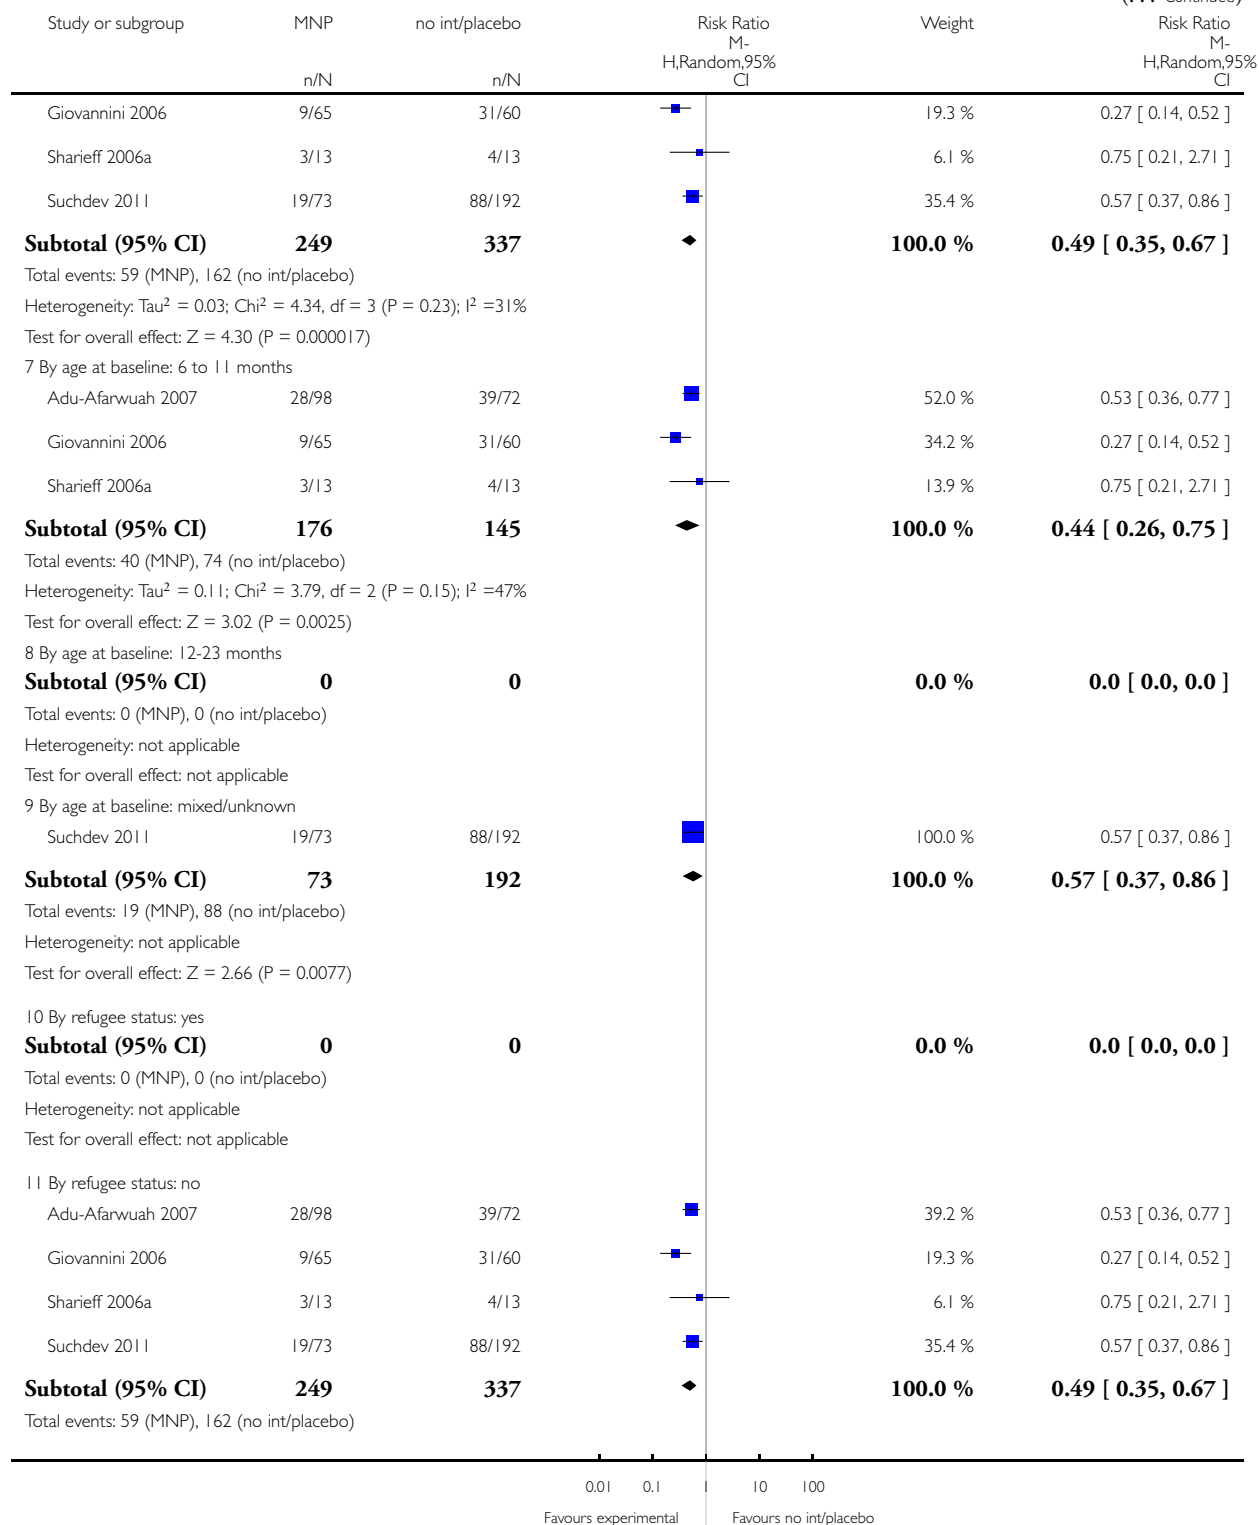 Continued)
Study or subgroup MNP no int/placebo Risk Ratio Weight Risk Ratio
M-H,Random,95% CI M-H,Random,95% CI
n/N n/N
Giovannini 2006 9/65 31/60 19.3 % 0.27 [ 0.14, 0.52 ]
Sharieff 2006a 3/13 4/13 6.1 % 0.75 [ 0.21, 2.71 ]
Suchdev 2011 19/73 88/192 35.4 % 0.57 [ 0.37, 0.86 ]
Subtotal (95% CI) 249 337 100.0 % 0.49 [ 0.35, 0.67 ]
Total events: 59 (MNP), 162 (no int/placebo)
Heterogeneity: Tau² = 0.03; Chi² = 4.34, df = 3 (P = 0.23); I² =31%
Test for overall effect: Z = 4.30 (P = 0.000017)
7 By age at baseline: 6 to 11 months
Adu-Afarwuah 2007 28/98 39/72 52.0 % 0.53 [ 0.36, 0.77 ]
Giovannini 2006 9/65 31/60 34.2 % 0.27 [ 0.14, 0.52 ]
Sharieff 2006a 3/13 4/13 13.9 % 0.75 [ 0.21, 2.71 ]
Subtotal (95% CI) 176 145 100.0 % 0.44 [ 0.26, 0.75 ]
Total events: 40 (MNP), 74 (no int/placebo)
Heterogeneity: Tau² = 0.11; Chi² = 3.79, df = 2 (P = 0.15); I² =47%
Test for overall effect: Z = 3.02 (P = 0.0025)
8 By age at baseline: 12-23 months
Subtotal (95% CI) 0 0 0.0 % 0.0 [ 0.0, 0.0 ]
Total events: 0 (MNP), 0 (no int/placebo)
Heterogeneity: not applicable
Test for overall effect: not applicable
9 By age at baseline: mixed/unknown
Suchdev 2011 19/73 88/192 100.0 % 0.57 [ 0.37, 0.86 ]
Subtotal (95% CI) 73 192 100.0 % 0.57 [ 0.37, 0.86 ]
Total events: 19 (MNP), 88 (no int/placebo)
Heterogeneity: not applicable
Test for overall effect: Z = 2.66 (P = 0.0077)
10 By refugee status: yes
Subtotal (95% CI) 0 0 0.0 % 0.0 [ 0.0, 0.0 ]
Total events: 0 (MNP), 0 (no int/placebo)
Heterogeneity: not applicable
Test for overall effect: not applicable
11 By refugee status: no
Adu-Afarwuah 2007 28/98 39/72 39.2 % 0.53 [ 0.36, 0.77 ]
Giovannini 2006 9/65 31/60 19.3 % 0.27 [ 0.14, 0.52 ]
Sharieff 2006a 3/13 4/13 6.1 % 0.75 [ 0.21, 2.71 ]
Suchdev 2011 19/73 88/192 35.4 % 0.57 [ 0.37, 0.86 ]
Subtotal (95% CI) 249 337 100.0 % 0.49 [ 0.35, 0.67 ]
Total events: 59 (MNP), 162 (no int/placebo)
0.01 0.1 1 10 100
Favours experimental Favours no int/placebo